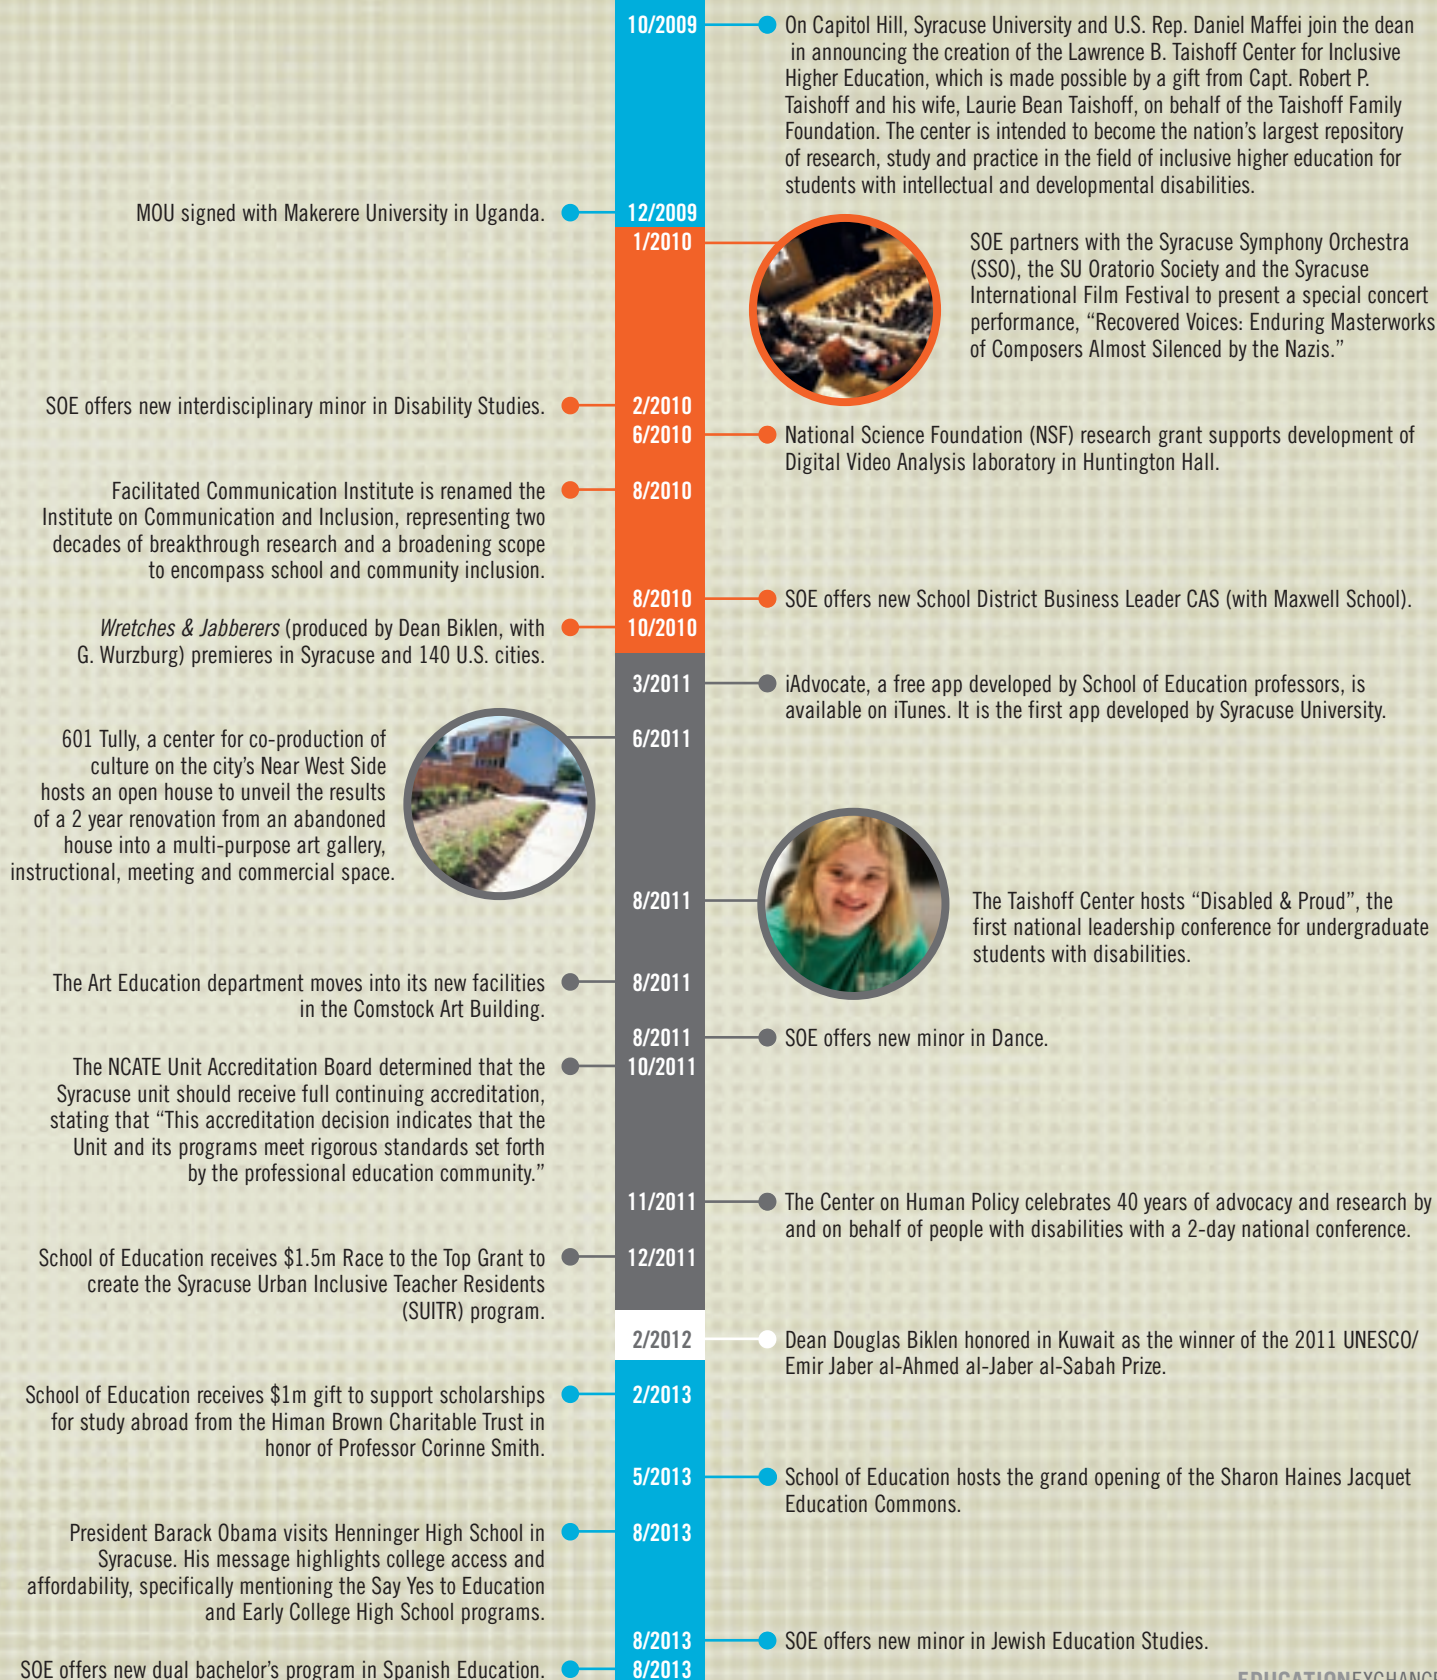 10/2009
On Capitol Hill, Syracuse University and U.S. Rep. Daniel Maffei join the dean
in announcing the creation of the Lawrence B. Taishoff Center for Inclusive
Higher Education, which is made possible by a gift from Capt. Robert P.
Taishoff and his wife, Laurie Bean Taishoff, on behalf of the Taishoff Family
Foundation. The center is intended to become the nation’s largest repository
of research, study and practice in the field of inclusive higher education for
students with intellectual and developmental disabilities.
MOU signed with Makerere University in Uganda.
12/2009
1/2010
SOE partners with the Syracuse Symphony Orchestra
(SSO), the SU Oratorio Society and the Syracuse
International Film Festival to present a special concert
performance, “Recovered Voices: Enduring Masterworks
of Composers Almost Silenced by the Nazis.”
SOE offers new interdisciplinary minor in Disability Studies.
2/2010
6/2010
National Science Foundation (NSF) research grant supports development of
Digital Video Analysis laboratory in Huntington Hall.
Facilitated Communication Institute is renamed the
Institute on Communication and Inclusion, representing two
decades of breakthrough research and a broadening scope
to encompass school and community inclusion.
8/2010
8/2010
SOE offers new School District Business Leader CAS (with Maxwell School).
Wretches & Jabberers (produced by Dean Biklen, with
G. Wurzburg) premieres in Syracuse and 140 U.S. cities.
10/2010
3/2011
iAdvocate, a free app developed by School of Education professors, is
available on iTunes. It is the first app developed by Syracuse University.
601 Tully, a center for co-production of
culture on the city’s Near West Side
hosts an open house to unveil the results
of a 2 year renovation from an abandoned
house into a multi-purpose art gallery,
instructional, meeting and commercial space.
6/2011
8/2011
The Taishoff Center hosts “Disabled & Proud”, the
first national leadership conference for undergraduate
students with disabilities.
The Art Education department moves into its new facilities
in the Comstock Art Building.
8/2011
8/2011
SOE offers new minor in Dance.
The NCATE Unit Accreditation Board determined that the
Syracuse unit should receive full continuing accreditation,
stating that “This accreditation decision indicates that the
Unit and its programs meet rigorous standards set forth
by the professional education community.”
10/2011
11/2011
The Center on Human Policy celebrates 40 years of advocacy and research by
and on behalf of people with disabilities with a 2-day national conference.
School of Education receives $1.5m Race to the Top Grant to
create the Syracuse Urban Inclusive Teacher Residents
(SUITR) program.
12/2011
2/2012
Dean Douglas Biklen honored in Kuwait as the winner of the 2011 UNESCO/
Emir Jaber al-Ahmed al-Jaber al-Sabah Prize.
School of Education receives $1m gift to support scholarships
for study abroad from the Himan Brown Charitable Trust in
honor of Professor Corinne Smith.
2/2013
5/2013
School of Education hosts the grand opening of the Sharon Haines Jacquet
Education Commons.
President Barack Obama visits Henninger High School in
Syracuse. His message highlights college access and
affordability, specifically mentioning the Say Yes to Education
and Early College High School programs.
8/2013
8/2013
SOE offers new minor in Jewish Education Studies.
SOE offers new dual bachelor’s program in Spanish Education.
8/2013
EDUCATIONEXCHANGE